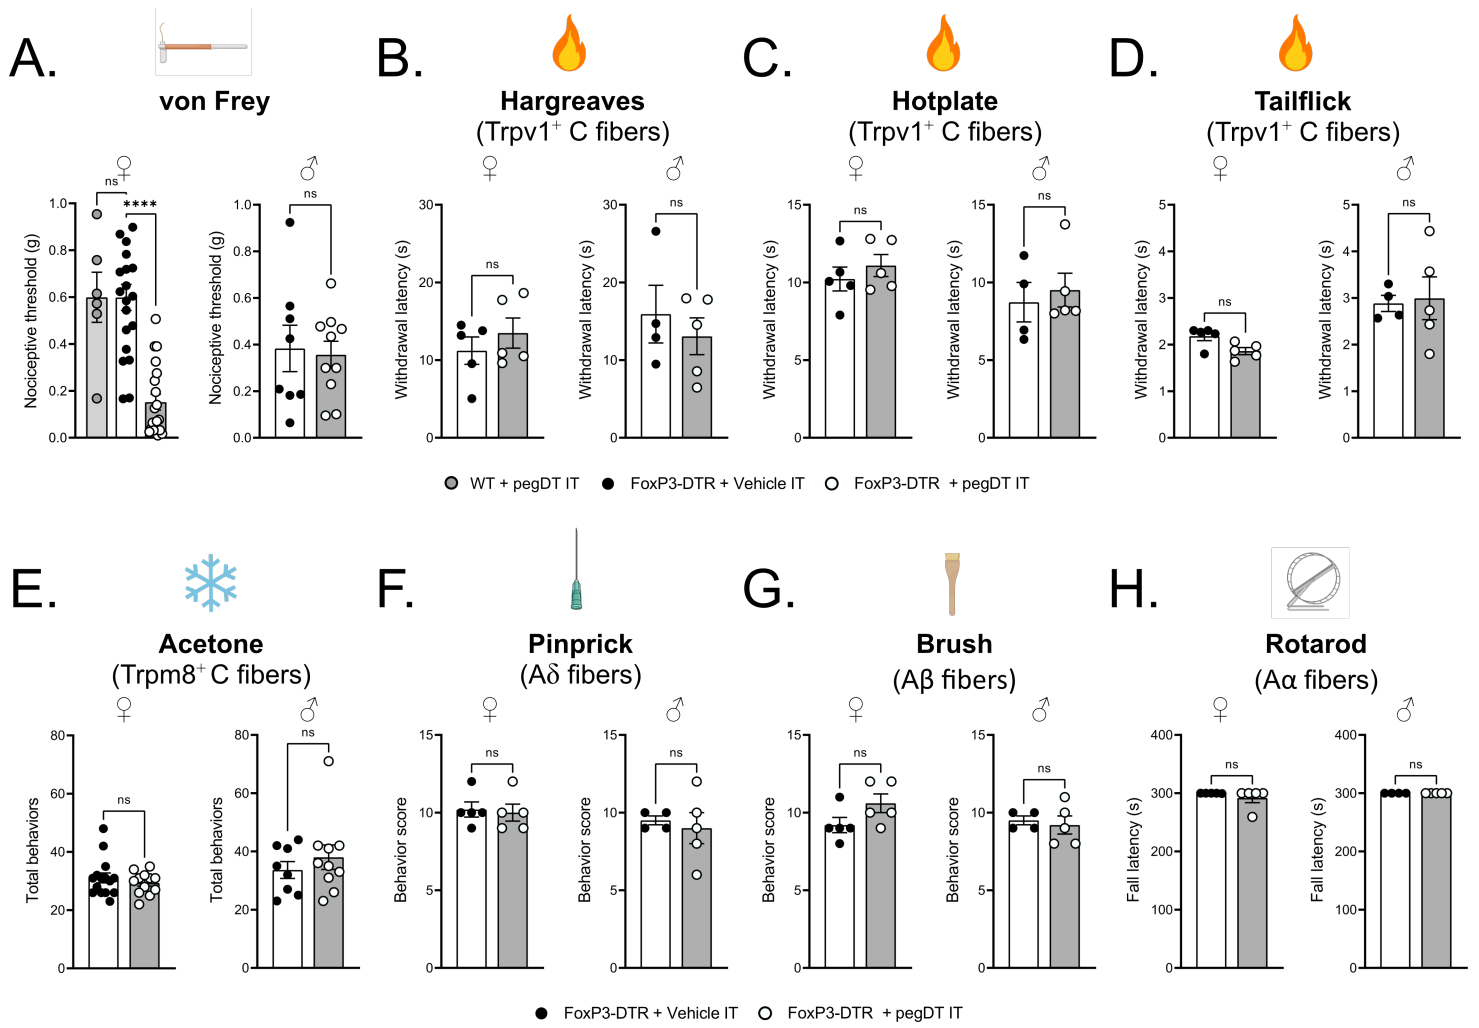 A.
von Frey
♀
♂
ns
****
ns
Nociceptive threshold (g)
1.0
0.8
0.6
0.4
0.2
0.0
Nociceptive threshold (g)
1.0
0.8
0.6
0.4
0.2
0.0
B.
Hargreaves
(Trpv1+ C fibers)
♀
♂
ns
ns
Withdrawal latency (s)
30
20
10
0
Withdrawal latency (s)
30
20
10
0
C.
Hotplate
(Trpv1+ C fibers)
♀
♂
ns
ns
Withdrawal latency (s)
15
10
5
0
Withdrawal latency (s)
15
10
5
0
D.
Tailflick
(Trpv1+ C fibers)
♀
♂
ns
ns
Withdrawal latency (s)
5
4
3
2
1
0
Withdrawal latency (s)
5
4
3
2
1
0
WT + pegDT IT
FoxP3-DTR + Vehicle IT
FoxP3-DTR + pegDT IT
E.
Acetone
(Trpm8+ C fibers)
♀
♂
ns
ns
Total behaviors
80
60
40
20
0
Total behaviors
80
60
40
20
0
F.
Pinprick
(Aδ fibers)
♀
♂
ns
ns
Behavior score
15
10
5
0
Behavior score
15
10
5
0
G.
Brush
(Aβ fibers)
♀
♂
ns
ns
Behavior score
15
10
5
0
Behavior score
15
10
5
0
H.
Rotarod
(Aα fibers)
♀
♂
ns
ns
Fall latency (s)
400
300
200
100
0
Fall latency (s)
400
300
200
100
0
FoxP3-DTR + Vehicle IT
FoxP3-DTR + pegDT IT